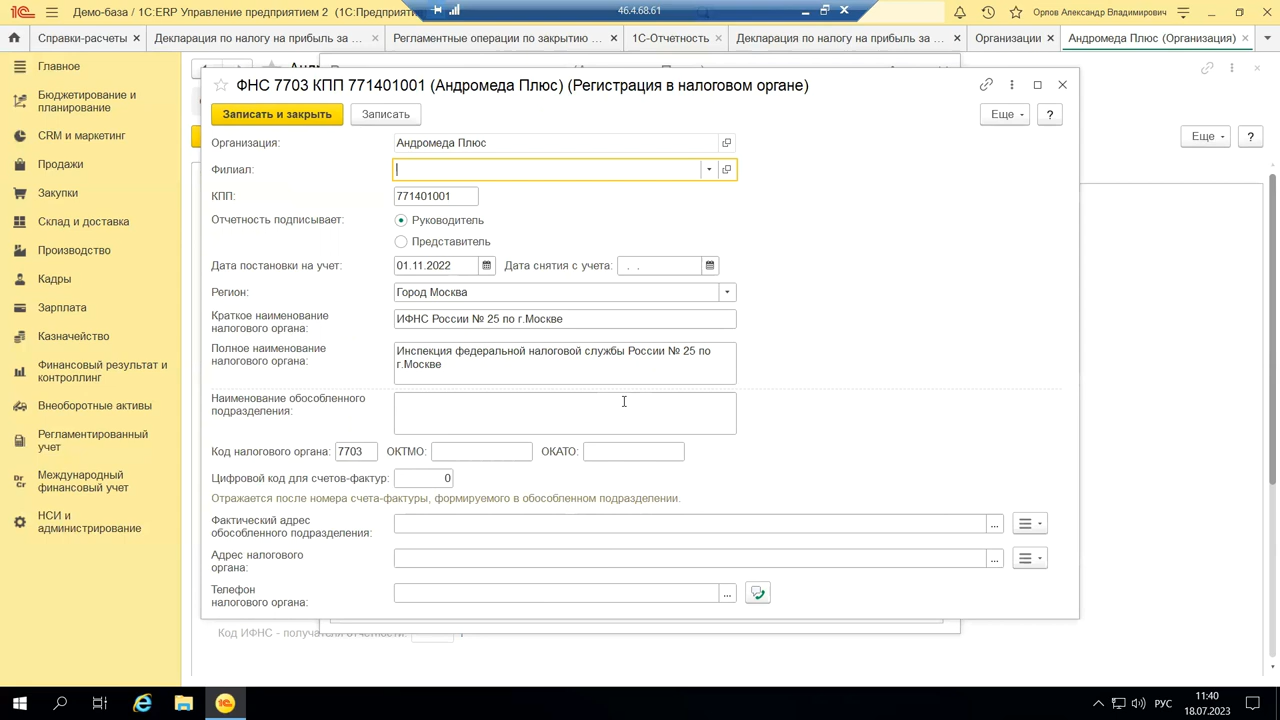 Демо-база / 1С:ERP Управление предприятием 2 (1С:Предприятие
46.4.68.61
Орлов Александр Владимирович
Справки-расчеты
Декларация по налогу на прибыль за ...
Регламентные операции по закрытию ...
1С-Отчетность
Декларация по налогу на прибыль за ...
Организации
Андромеда Плюс (Организация)
Главное
Бюджетирование и
планирование
CRM и маркетинг
Продажи
Закупки
Склад и доставка
Производство
Кадры
Зарплата
Казначейство
Финансовый результат и
контроллинг
Внеоборотные активы
Регламентированный
учет
Международный
финансовый учет
НСИ и
администрирование
ФНС 7703 КПП 771401001 (Андромеда Плюс) (Регистрация в налоговом органе)
Записать и закрыть
Записать
Еще
?
Еще
?
Организация:
Андромеда Плюс
Филиал:
КПП:
771401001
Отчетность подписывает:
Руководитель
Представитель
Дата постановки на учет:
01.11.2022
Дата снятия с учета:
. .
Регион:
Город Москва
Краткое наименование
налогового органа:
ИФНС России № 25 по г.Москве
Полное наименование
налогового органа:
Инспекция федеральной налоговой службы России № 25 по
г.Москве
Наименование обособленного
подразделения:
Код налогового органа:
7703
ОКТМО:
ОКАТО:
Цифровой код для счетов-фактур:
0
Отражается после номера счета-фактуры, формируемого в обособленном подразделении.
Фактический адрес
обособленного подразделения:
Адрес налогового
органа:
Телефон
налогового органа:
Код ИФНС - получателя отчетности:
РУС
11:40
18.07.2023